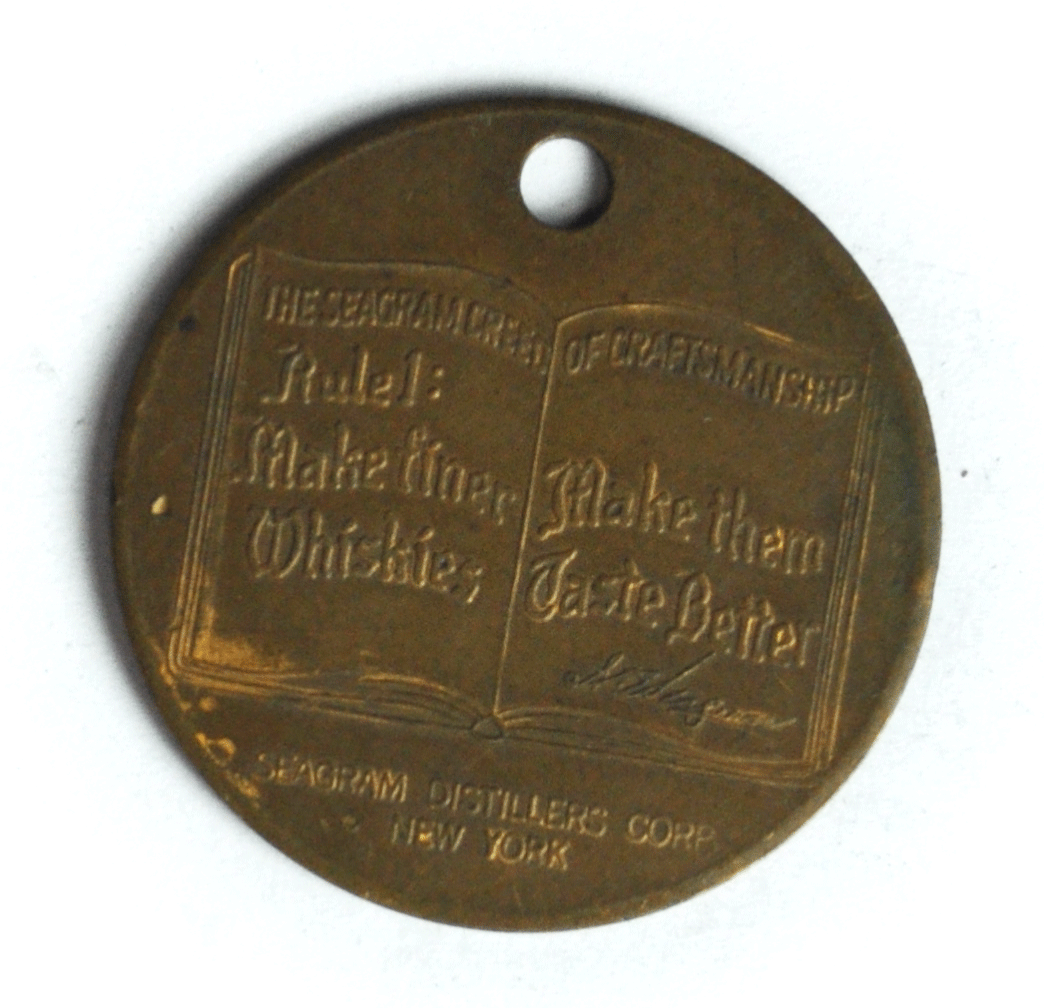 THE SEAGRAM CREED OF CRAFTSMANSHIP
Rule 1:
Make finer
Whiskies
Make them
Taste Better
SEAGRAM DISTILLERS CORP.
NEW YORK